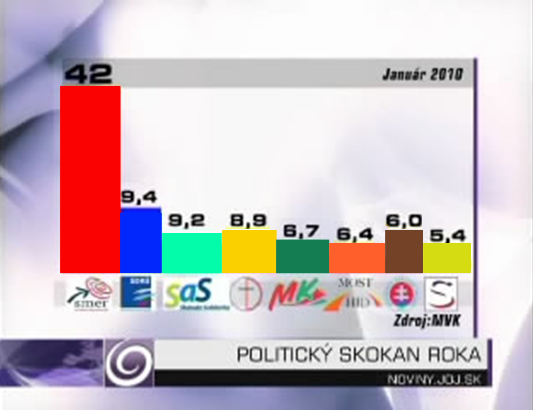 42
Január 2010
9,4
9,2
8,9
6,7
6,4
6,0
5,4
smer
SDKÚ
SaS
MK
MOST
HÍD
S
Zdroj:MVK
POLITICKÝ SKOKAN ROKA
NOVINY.JOJ.SK